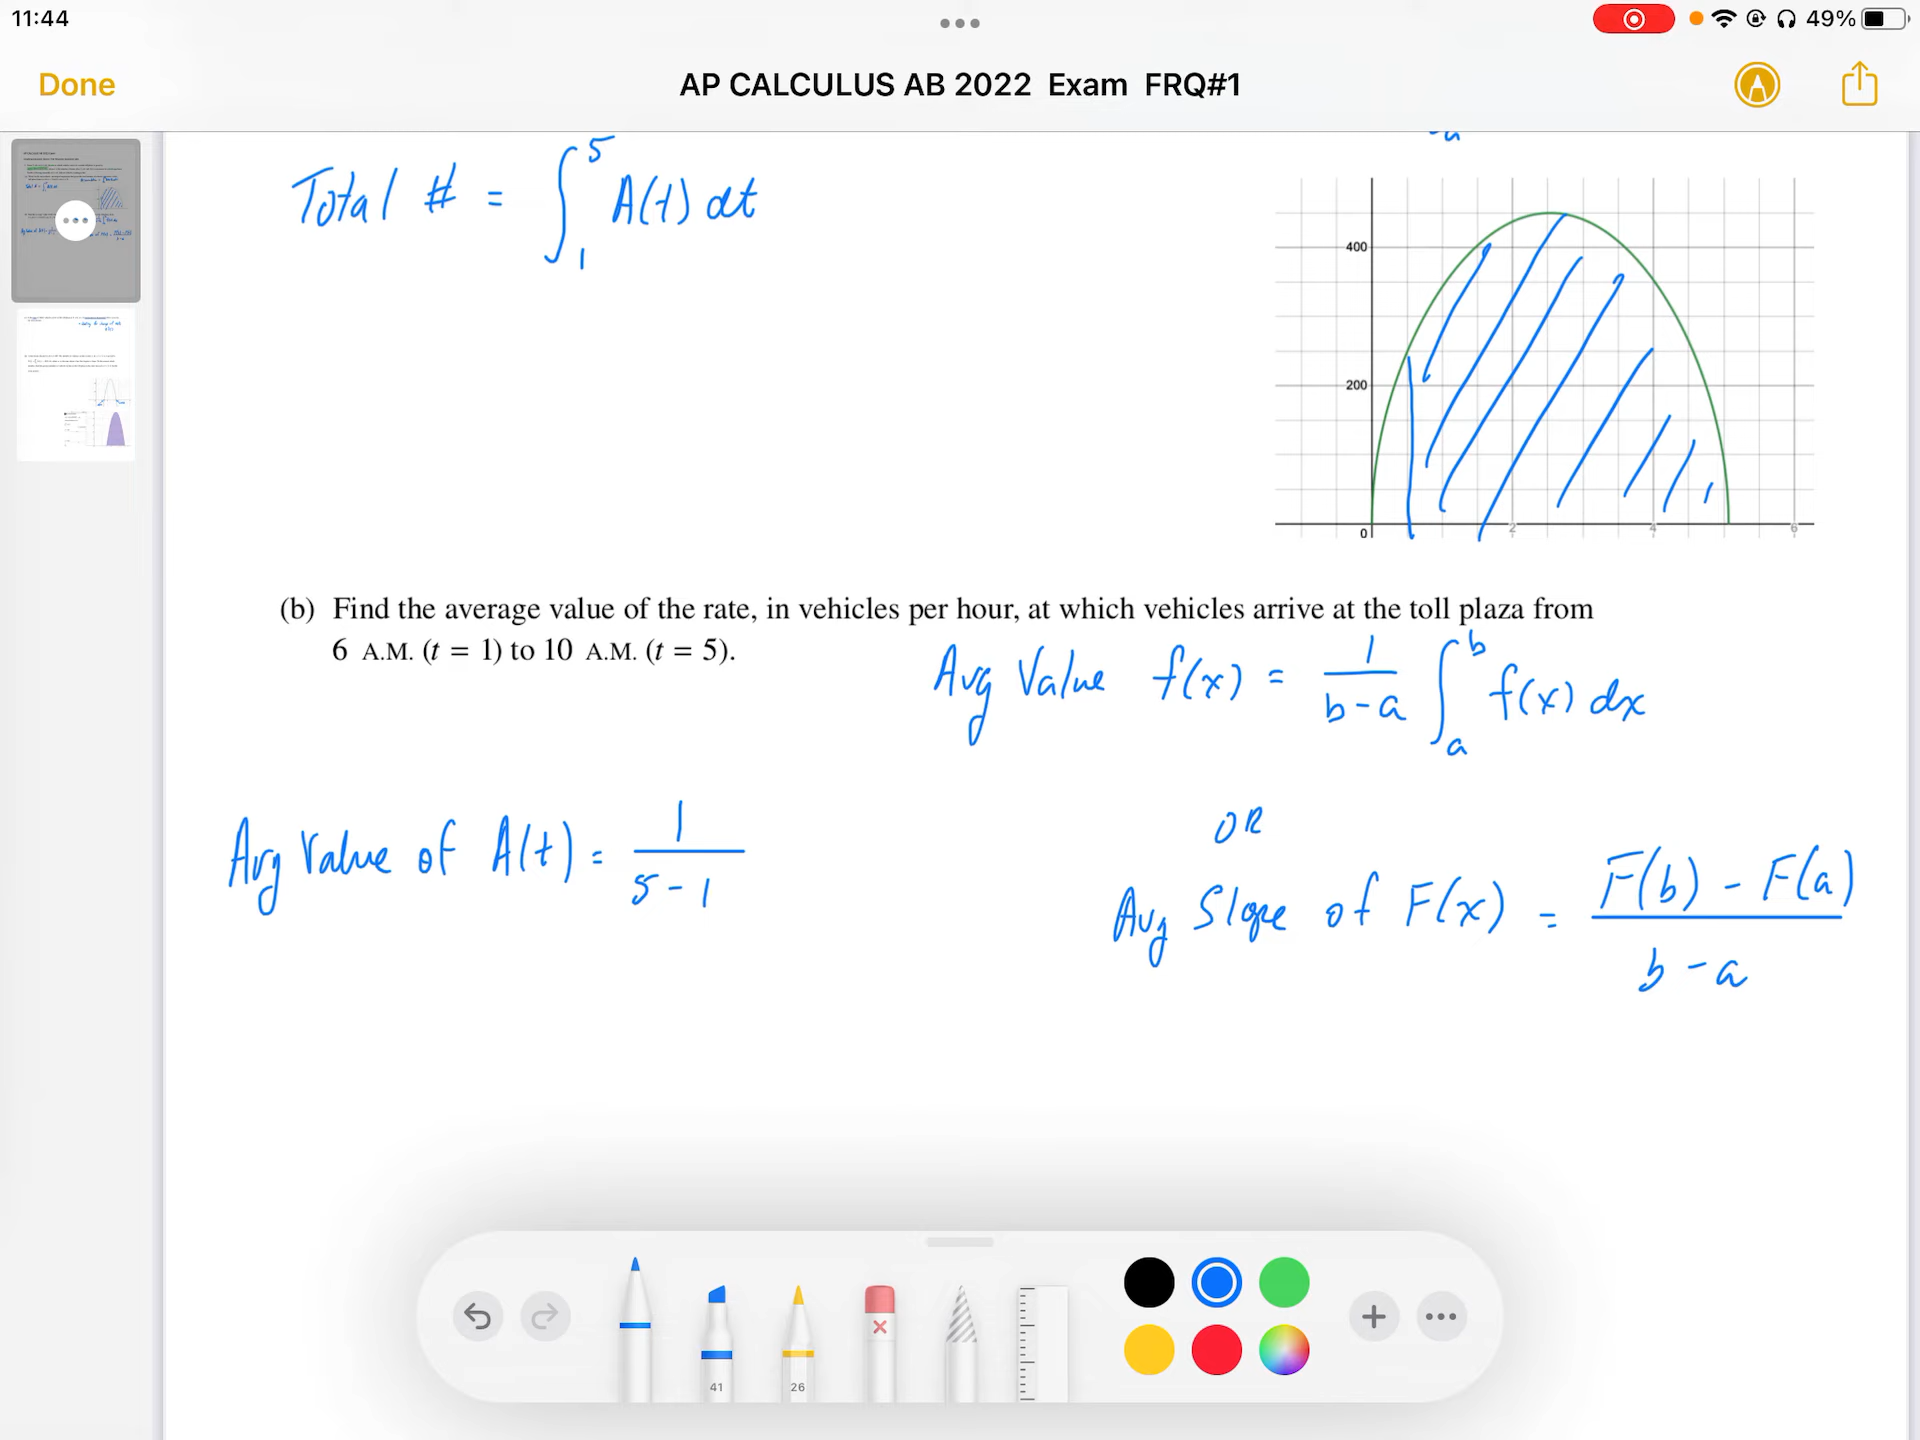 11:44
49%
Done
AP CALCULUS AB 2022 Exam FRQ#1
Total # = ∫₁⁵ A(t) dt
400
200
0
2
4
6
(b) Find the average value of the rate, in vehicles per hour, at which vehicles arrive at the toll plaza from
6 A.M. (t = 1) to 10 A.M. (t = 5).
Avg Value f(x) = 1/(b-a) ∫ₐᵇ f(x) dx
Avg Value of A(t) = 1/(5-1)
OR
Avg Slope of F(x) = (F(b) - F(a))/(b-a)
41
26